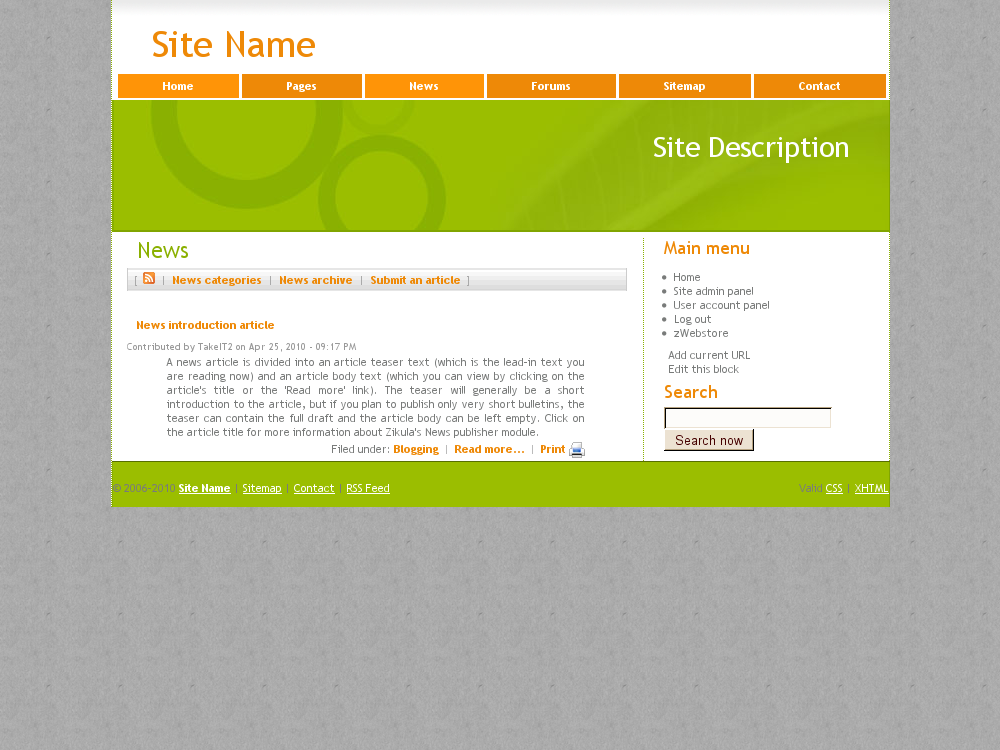 Site Name
Home Pages News Forums Sitemap Contact
Site Description
News
[ | News categories | News archive | Submit an article ]
News introduction article
Contributed by TakeIT2 on Apr 25, 2010 - 09:17 PM
A news article is divided into an article teaser text (which is the lead-in text you
are reading now) and an article body text (which you can view by clicking on the
article's title or the 'Read more' link). The teaser will generally be a short
introduction to the article, but if you plan to publish only very short bulletins, the
teaser can contain the full draft and the article body can be left empty. Click on
the article title for more information about Zikula's News publisher module.
Filed under: Blogging | Read more... | Print
Main menu
Home
Site admin panel
User account panel
Log out
zWebstore
Add current URL
Edit this block
Search
Search now
© 2006-2010 Site Name | Sitemap | Contact | RSS Feed
Valid CSS | XHTML